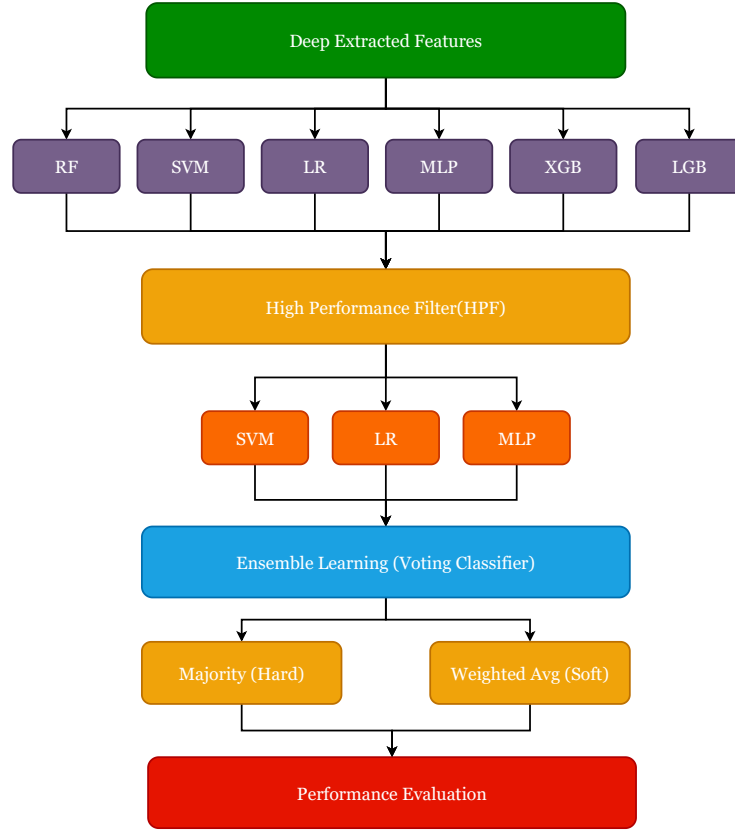 Deep Extracted Features
RF
SVM
LR
MLP
XGB
LGB
High Performance Filter(HPF)
SVM
LR
MLP
Ensemble Learning (Voting Classifier)
Majority (Hard)
Weighted Avg (Soft)
Performance Evaluation